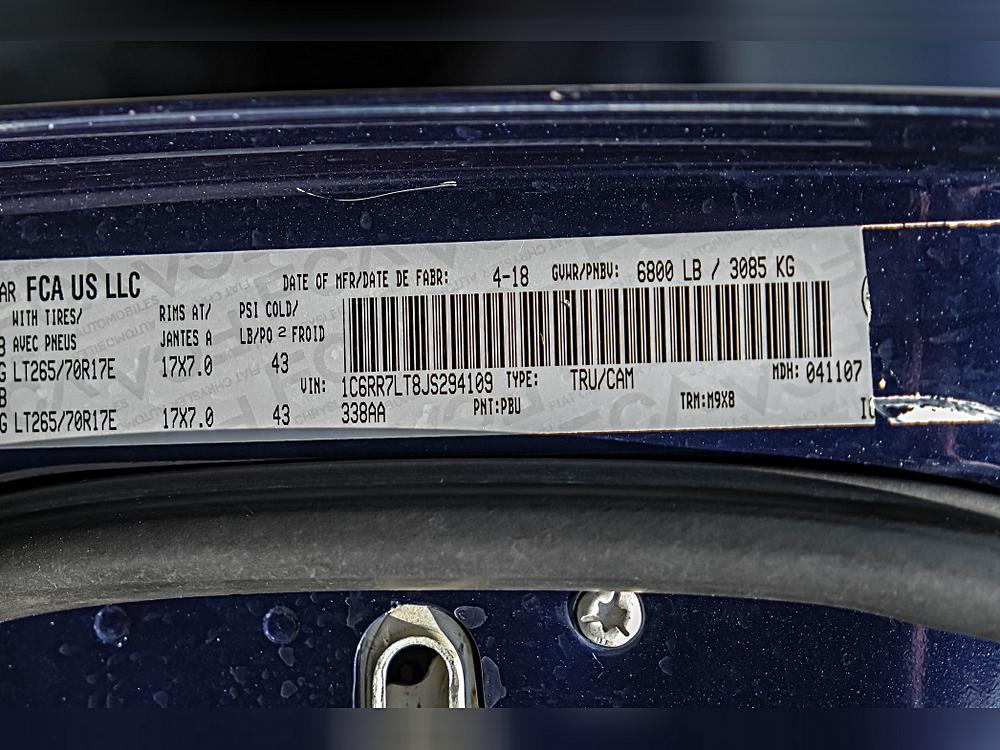 AR FCA US LLC
DATE OF MFR/DATE DE FABR: 4-18 GVWR/PNBV: 6800 LB / 3085 KG
WITH TIRES/ RIMS AT/ PSI COLD/
AVEC PNEUS JANTES A LB/PO 2 FROID
G LT265/70R17E 17X7.0 43
VIN: 1C6RR7LT8JS294109 TYPE: TRU/CAM MDH: 041107
G LT265/70R17E 17X7.0 43 338AA PNT:PBU TRM:M9X8